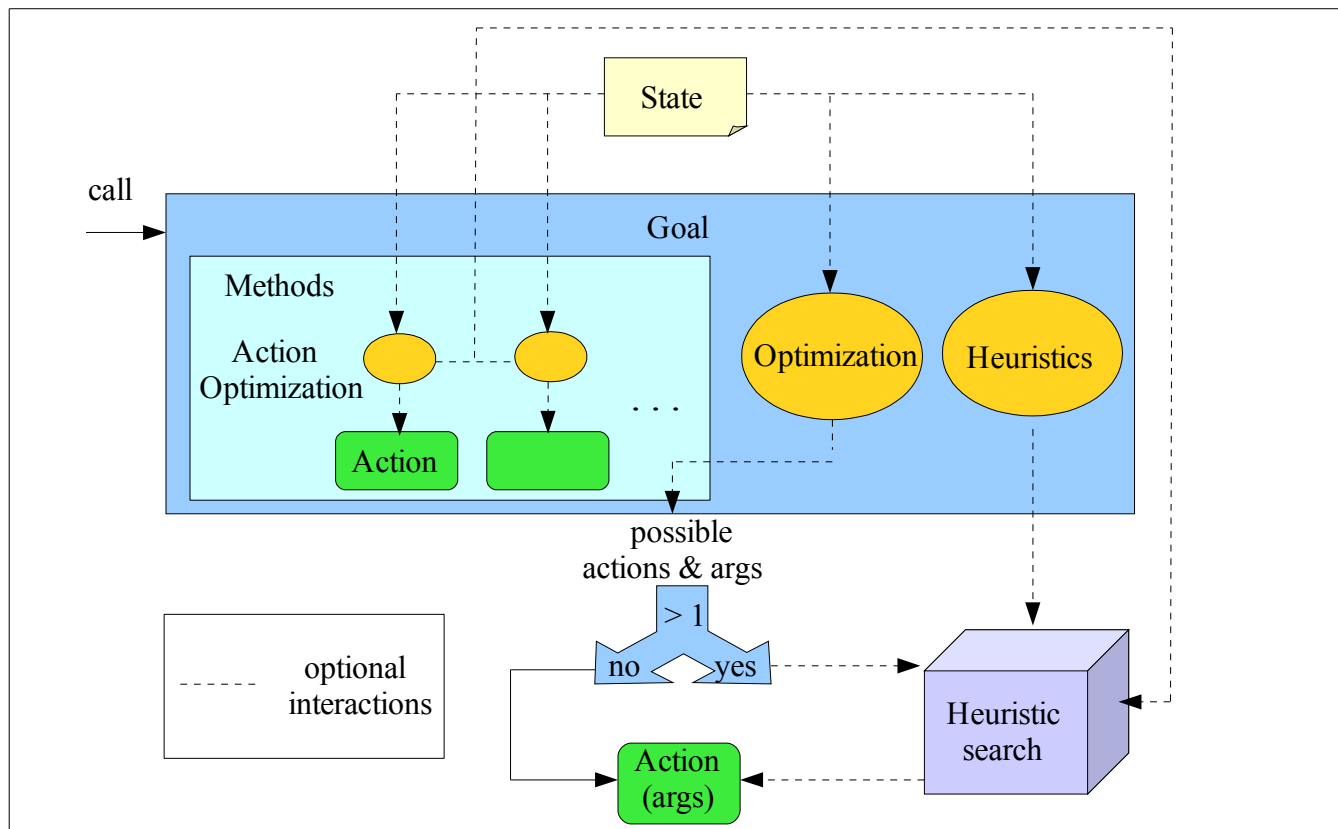 State
call
Goal
Methods
Action
Optimization
Optimization
Heuristics
. . .
Action
possible
actions & args
> 1
no
yes
optional
interactions
Heuristic
search
Action
(args)